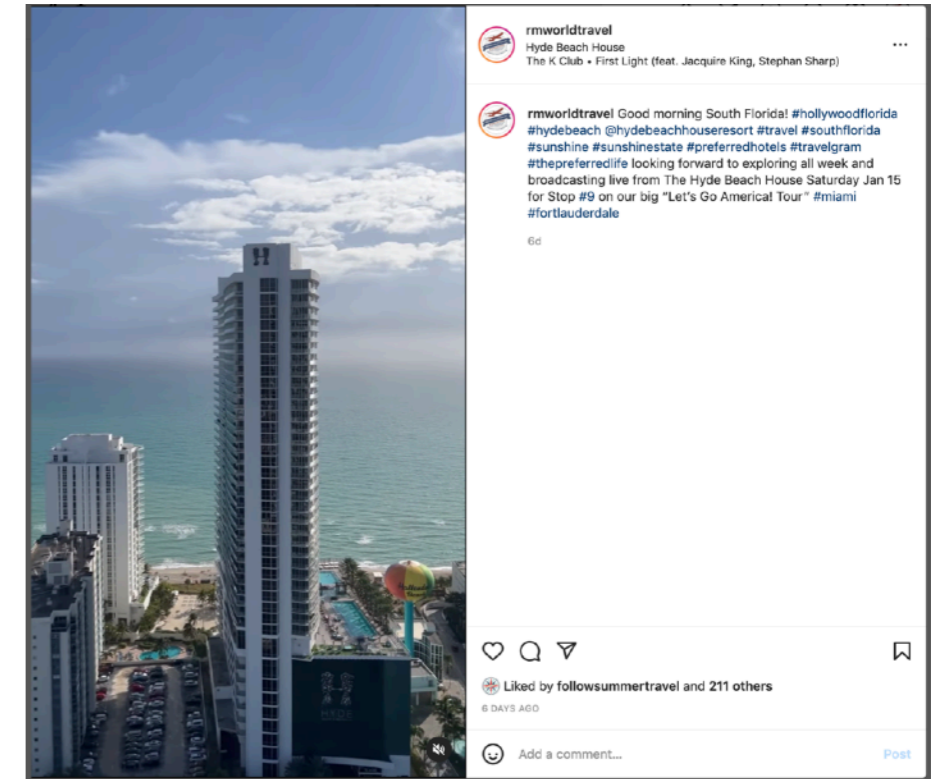 rmworldtravel
Hyde Beach House
The K Club • First Light (feat. Jacquire King, Stephan Sharp)
rmworldtravel Good morning South Florida! #hollywoodflorida
#hydebeach @hydebeachhouseresort #travel #southflorida
#sunshine #sunshinestate #preferredhotels #travelgram
#thepreferredlife looking forward to exploring all week and
broadcasting live from The Hyde Beach House Saturday Jan 15
for Stop #9 on our big “Let’s Go America! Tour” #miami
#fortlauderdale
6d
H
HYDE
Liked by followsummertravel and 211 others
6 DAYS AGO
Add a comment...
Post